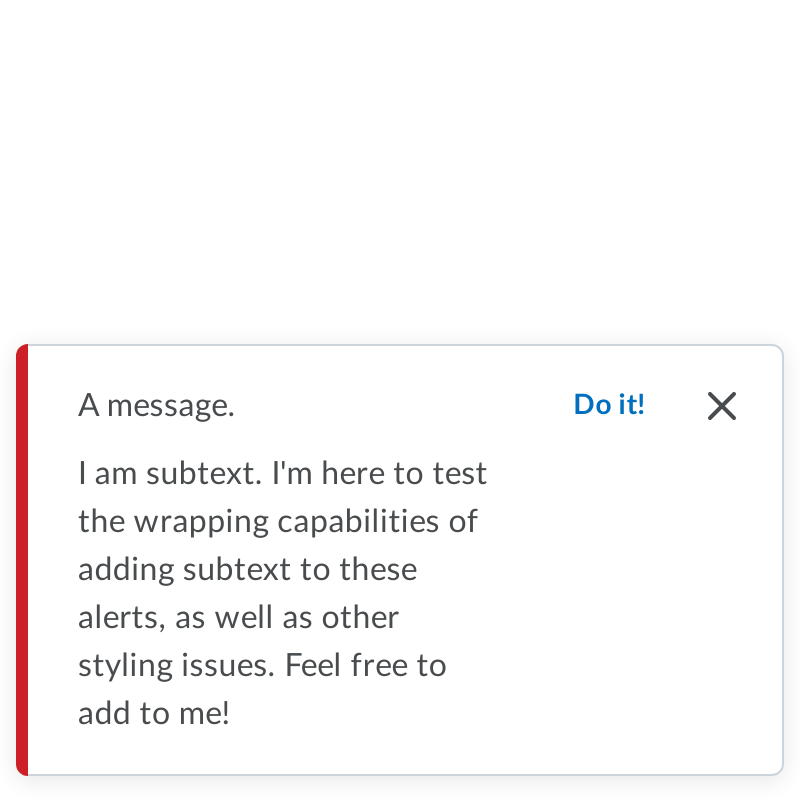 A message.
Do it!
I am subtext. I'm here to test
the wrapping capabilities of
adding subtext to these
alerts, as well as other
styling issues. Feel free to
add to me!